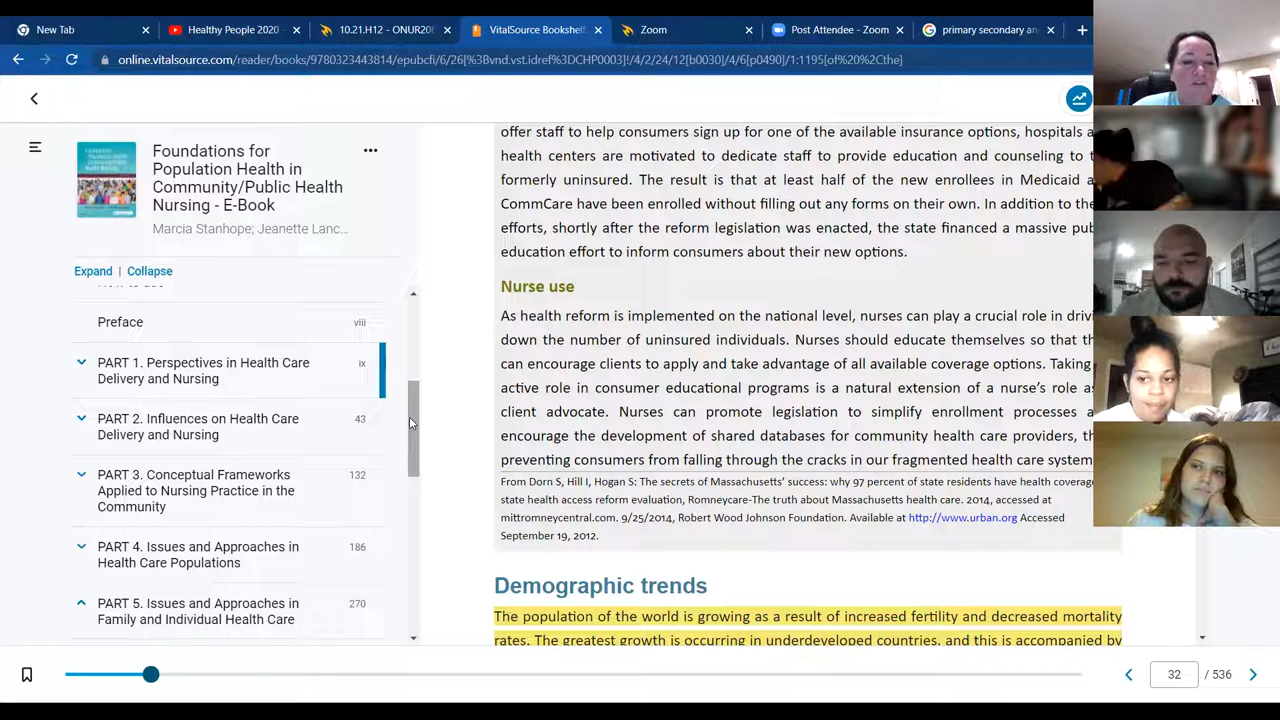 New Tab
Healthy People 2020 -
10.21.H12 - ONUR20
VitalSource Bookshel
Zoom
Post Attendee - Zoom
primary secondary an
online.vitalsource.com/reader/books/9780323443814/epubcfi/6/26[%3Bvnd.vst.idref%3DCHP0003]!/4/2/24/12[b0030]/4/6[p0490]/1:1195[of%20%2Cthe]
Foundations for
Population Health in
Community/Public Health
Nursing - E-Book
Marcia Stanhope; Jeanette Lanc...
Expand | Collapse
Preface viii
PART 1. Perspectives in Health Care ix
Delivery and Nursing
PART 2. Influences on Health Care 43
Delivery and Nursing
PART 3. Conceptual Frameworks 132
Applied to Nursing Practice in the
Community
PART 4. Issues and Approaches in 186
Health Care Populations
PART 5. Issues and Approaches in 270
Family and Individual Health Care
offer staff to help consumers sign up for one of the available insurance options, hospitals a
health centers are motivated to dedicate staff to provide education and counseling to t
formerly uninsured. The result is that at least half of the new enrollees in Medicaid a
CommCare have been enrolled without filling out any forms on their own. In addition to the
efforts, shortly after the reform legislation was enacted, the state financed a massive pub
education effort to inform consumers about their new options.
Nurse use
As health reform is implemented on the national level, nurses can play a crucial role in drivi
down the number of uninsured individuals. Nurses should educate themselves so that th
can encourage clients to apply and take advantage of all available coverage options. Taking
active role in consumer educational programs is a natural extension of a nurse's role as
client advocate. Nurses can promote legislation to simplify enrollment processes a
encourage the development of shared databases for community health care providers, th
preventing consumers from falling through the cracks in our fragmented health care system
From Dorn S, Hill I, Hogan S: The secrets of Massachusetts' success: why 97 percent of state residents have health coverage
state health access reform evaluation, Romneycare-The truth about Massachusetts health care. 2014, accessed at
mittromneycentral.com. 9/25/2014, Robert Wood Johnson Foundation. Available at http://www.urban.org Accessed
September 19, 2012.
Demographic trends
The population of the world is growing as a result of increased fertility and decreased mortality
rates. The greatest growth is occurring in underdeveloped countries, and this is accompanied by
32 / 536